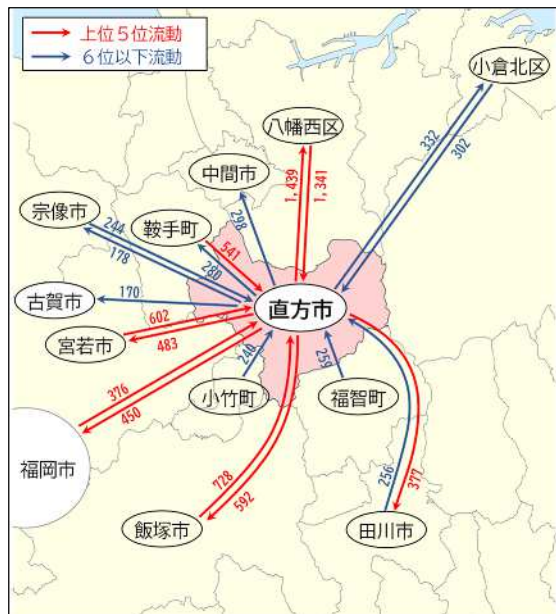 上位5位流動
6位以下流動
小倉北区
八幡西区
332
302
中間市
1,439
1,341
宗像市
244
178
鞍手町
541
280
298
古賀市
170
直方市
宮若市
602
483
376
450
小竹町
240
福智町
259
福岡市
728
592
256
377
飯塚市
田川市